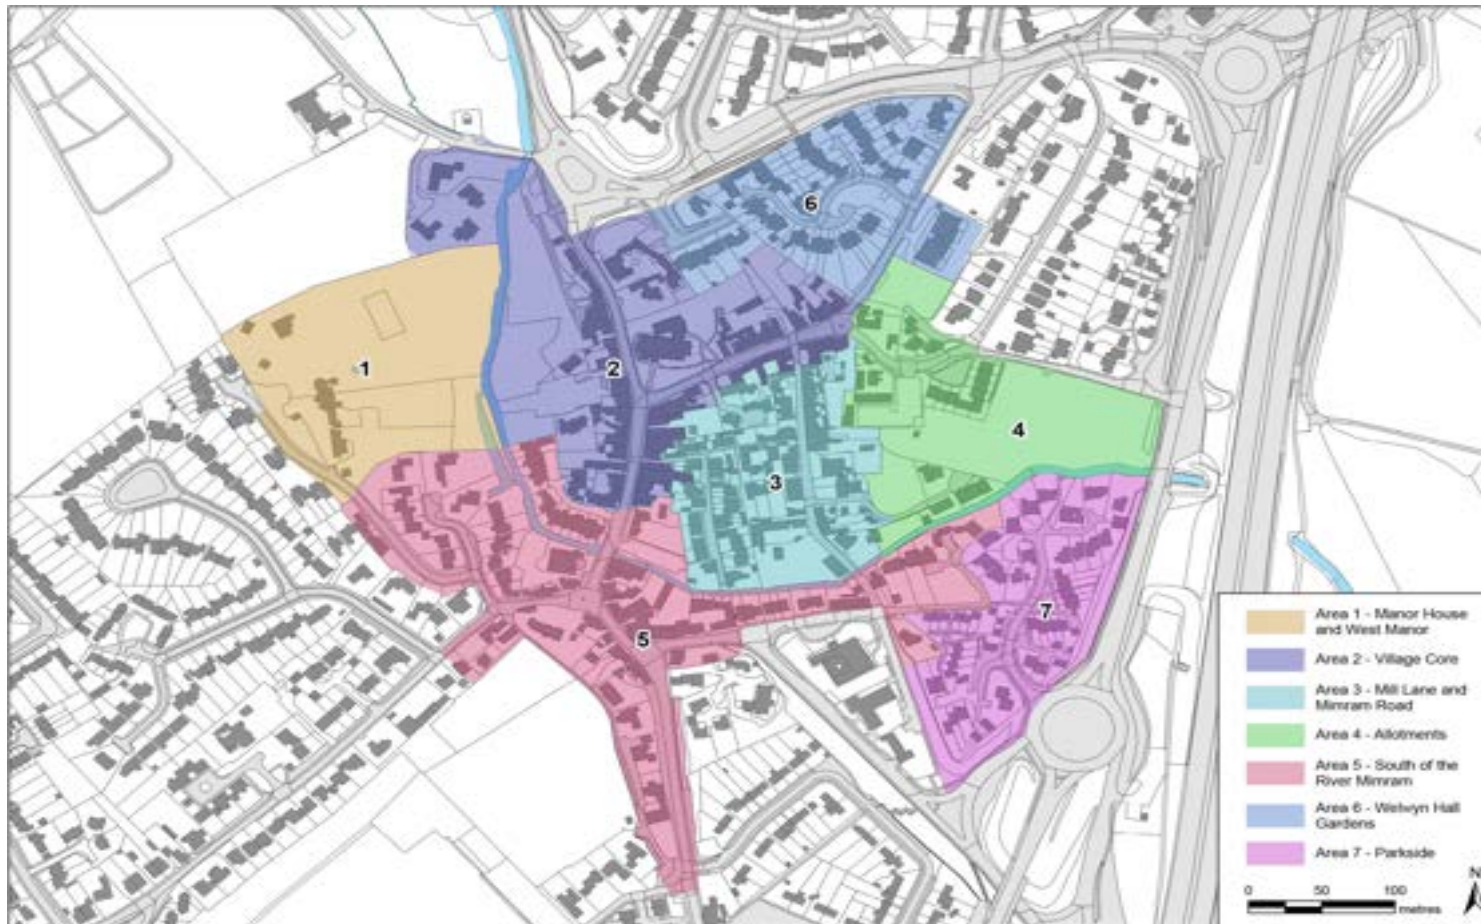 6
1
2
4
3
7
5
Area 1 - Manor House
and West Manor
Area 2 - Village Core
Area 3 - Mill Lane and
Mimram Road
Area 4 - Allotments
Area 5 - South of the
River Mimram
Area 6 - Welwyn Hall
Gardens
Area 7 - Parkside
N
0 50 100
metres